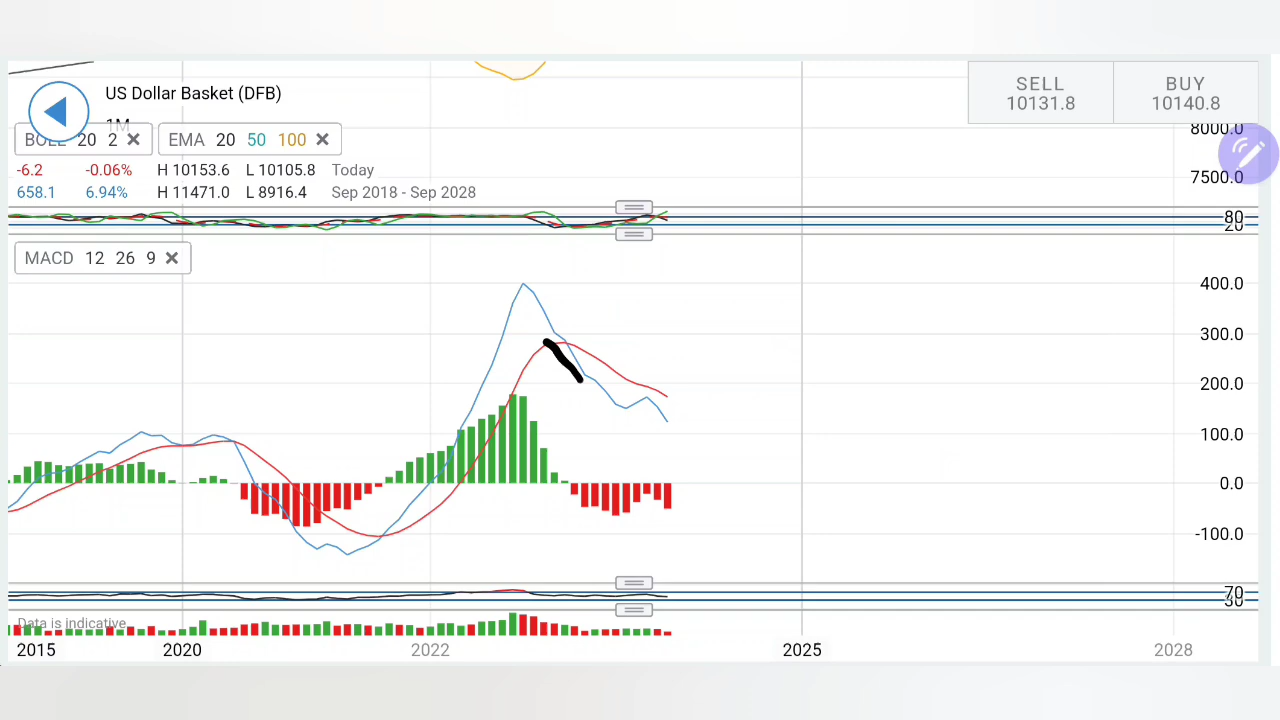 US Dollar Basket (DFB)
SELL
10131.8
BUY
10140.8
1M
BOLL 20 2 ✕
EMA 20 50 100 ✕
8000.0
-6.2 -0.06% H 10153.6 L 10105.8 Today
7500.0
658.1 6.94% H 11471.0 L 8916.4 Sep 2018 - Sep 2028
80
20
MACD 12 26 9 ✕
400.0
300.0
200.0
100.0
0.0
-100.0
70
30
Data is indicative
2015 2020 2022 2025 2028